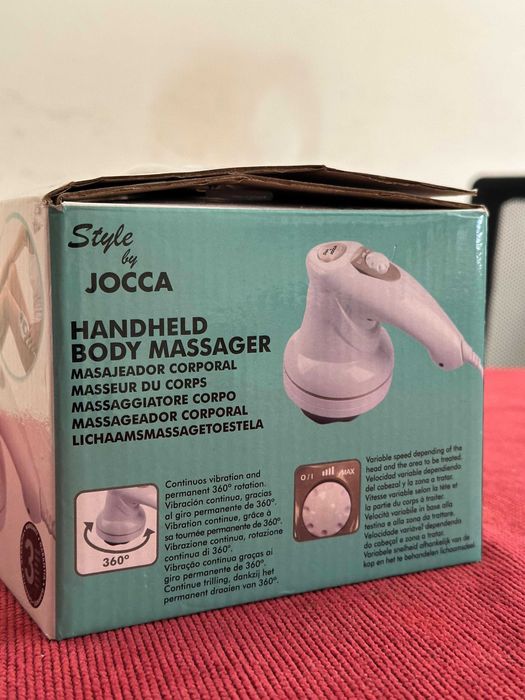 Style
by
JOCCA
HANDHELD
BODY MASSAGER
MASAJEADOR CORPORAL
MASSEUR DU CORPS
MASSAGGIATORE CORPO
MASSAGEADOR CORPORAL
LICHAAMSMASSAGETOESTELA
Continuos vibration and
permanent 360º rotation.
Vibración continua, gracias
al giro permanente de 360º.
Vibration continue, grâce à
sa tournée permanente de 360º.
Vibrazione continua, rotazione
continua di 360º.
Vibração continua graças ao
giro permanente de 360º.
Continue trilling, dankzij het
permanent draaien van 360º.
360º
O / I
MAX
Variable speed depending of the
head and the area to be treated.
Velocidad variable dependiendo
del cabezal y la zona a tratar.
Vitesse variable selon la tête et
la partie du corps à traiter.
Velocità variabile in base alla
testina e alla zona da trattare.
Velocidade variável dependendo
do cabeçal e zona a tratar.
Variabele snelheid afhankelijk van de
kop en het te behandelen lichaamsdeel
3